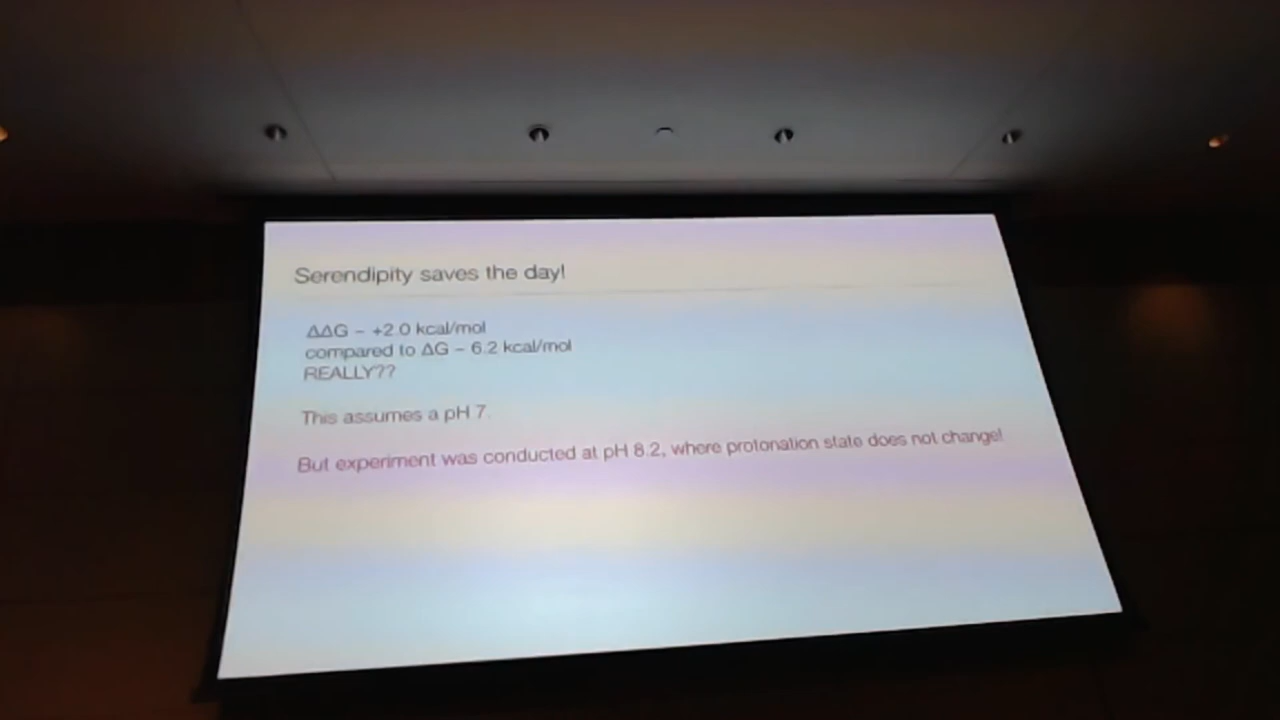 Serendipity saves the day!
ΔΔG – +2.0 kcal/mol
compared to ΔG – 6.2 kcal/mol
REALLY??
This assumes a pH 7.
But experiment was conducted at pH 8.2, where protonation state does not change!